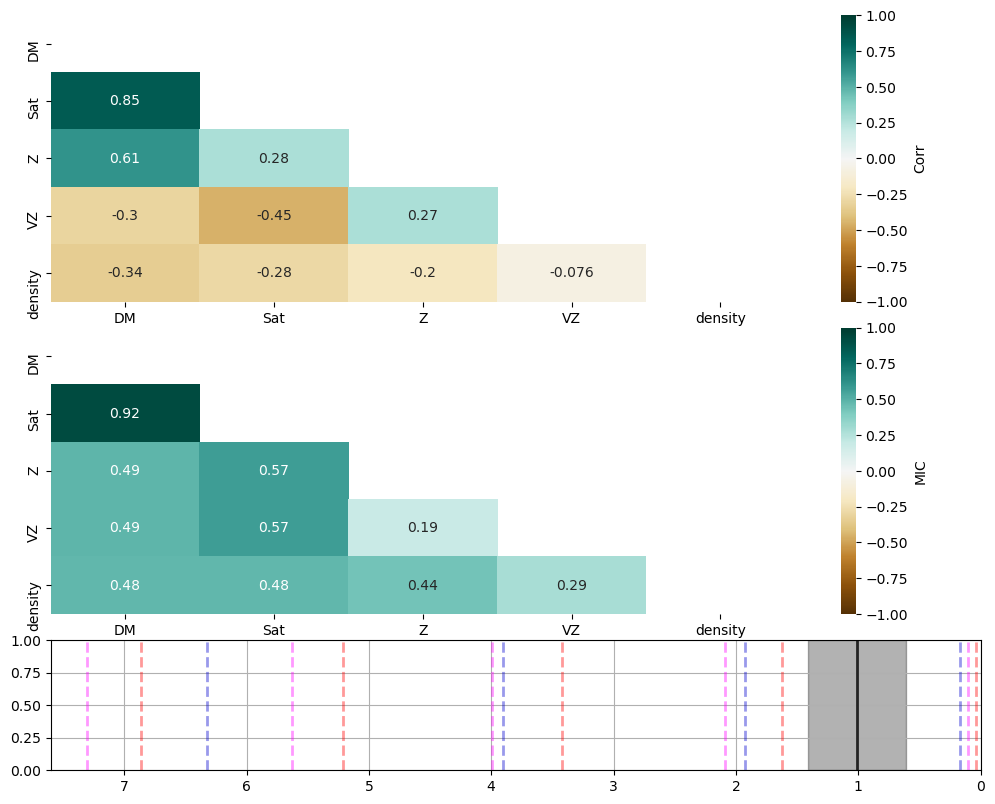 DM
Sat
Z
VZ
density
0.85
0.61 0.28
-0.3 -0.45 0.27
-0.34 -0.28 -0.2 -0.076
DM Sat Z VZ density
1.00
0.75
0.50
0.25
0.00
−0.25
−0.50
−0.75
−1.00
Corr
DM
Sat
Z
VZ
density
0.92
0.49 0.57
0.49 0.57 0.19
0.48 0.48 0.44 0.29
DM Sat Z VZ density
1.00
0.75
0.50
0.25
0.00
−0.25
−0.50
−0.75
−1.00
MIC
1.00
0.75
0.50
0.25
0.00
7 6 5 4 3 2 1 0